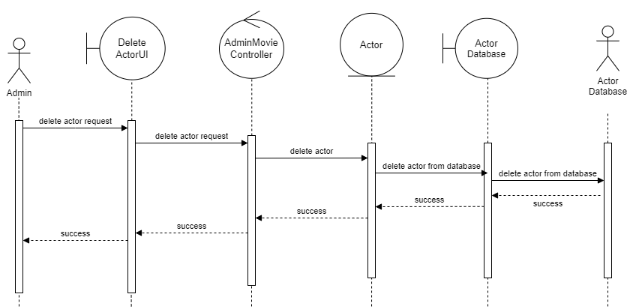 Delete
ActorUI
AdminMovie
Controller
Actor
Actor
Database
Admin
Actor
Database
delete actor request
delete actor request
delete actor
delete actor from database
delete actor from database
success
success
success
success
success